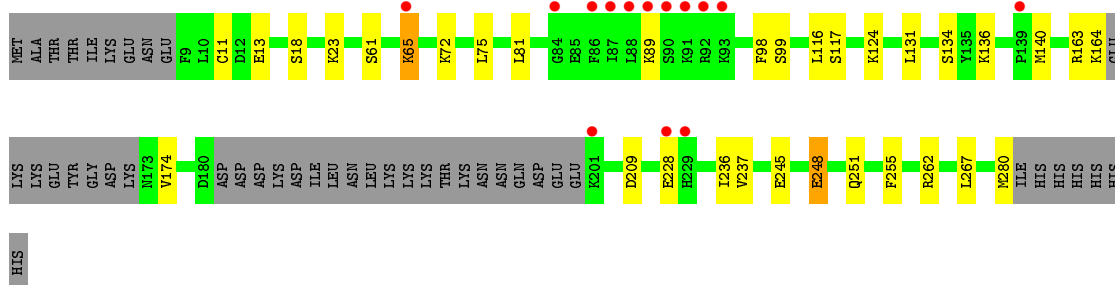 MET ALA THR THR ILE LYS GLU ASN GLU F9 L10 C11 D12 E13 S18 K23 S61 K65 K72 L75 L81 G84 E85 F86 I87 L88 K89 S90 K91 R92 K93 F98 S99 L116 S117 K124 L131 S134 Y135 K136 P139 M140 R163 K164 GLU
LYS LYS GLU TYR GLY ASP LYS N173 V174 D180 ASP ASP ASP LYS ASP ILE LEU ASN LEU LYS LYS LYS THR LYS ASN ASN GLN ASP GLU GLU K201 D209 E228 H229 I236 V237 E245 E248 Q251 F255 R262 L267 M280 ILE HIS HIS HIS HIS HIS
HIS